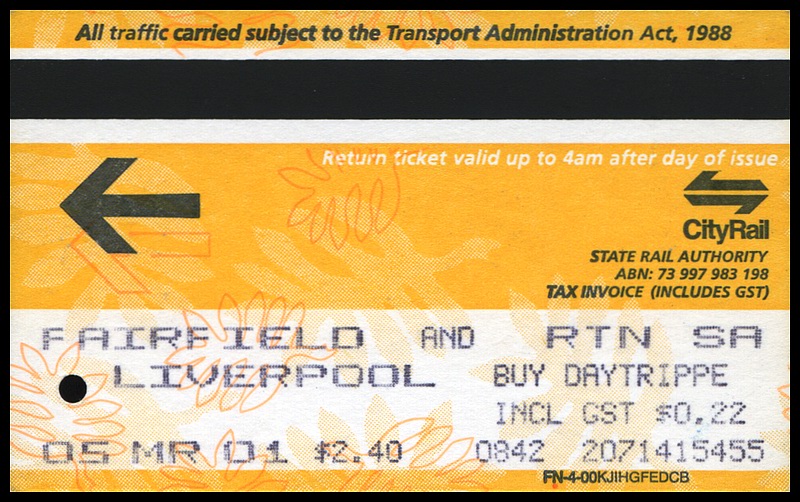 All traffic carried subject to the Transport Administration Act, 1988
Return ticket valid up to 4am after day of issue
CityRail
STATE RAIL AUTHORITY
ABN: 73 997 983 198
TAX INVOICE (INCLUDES GST)
FAIRFIELD AND RTN SA
LIVERPOOL BUY DAYTRIPPE
INCL GST $0.22
05 MR 01 $2.40 0842 2071415455
FN-4-00KJIHGFEDCB